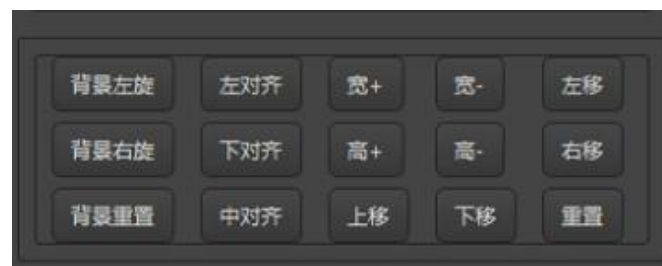 背景左旋 左对齐 宽+ 宽- 左移
背景右旋 下对齐 高+ 高- 右移
背景重置 中对齐 上移 下移 重置